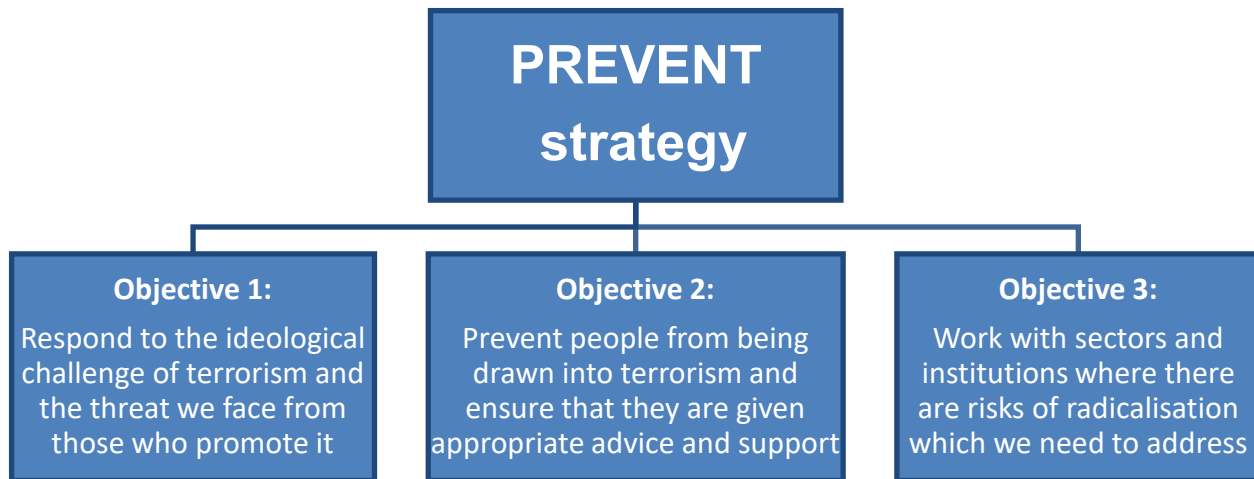 PREVENT
strategy
Objective 1:
Respond to the ideological
challenge of terrorism and
the threat we face from
those who promote it
Objective 2:
Prevent people from being
drawn into terrorism and
ensure that they are given
appropriate advice and support
Objective 3:
Work with sectors and
institutions where there
are risks of radicalisation
which we need to address